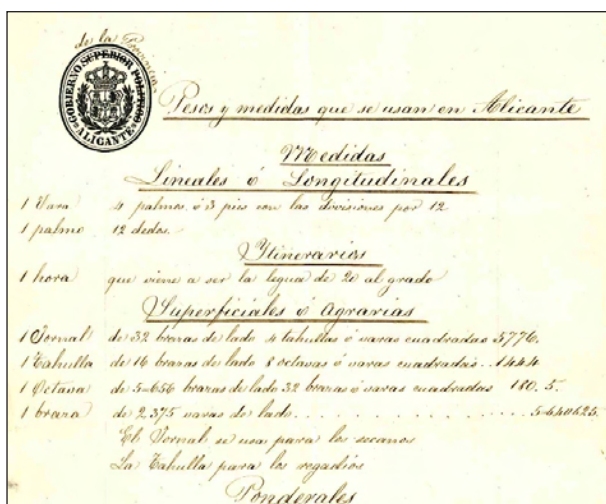 de la Provincia
GOBIERNO SUPERIOR POLITICO
ALICANTE
Pesos y medidas que se usan en Alicante
Medidas
Lineales ó Longitudinales
1 Vara 4 palmos ó 3 pies con las divisiones por 12
1 palmo 12 dedos.
Itinerarios
1 hora que viene a ser la legua de 20 al grado
Superficiales ó Agrarias
1 Jornal de 32 brazas de lado 4 tahullas ó varas cuadradas 5776.
1 Tahulla de 16 brazas de lado 8 octavas ó varas cuadradas..1444
1 Octava de 5=656 brazas de lado 32 brazas ó varas cuadradas 180.5.
1 braza de 2.375 varas de lado. . . . . . . . . . . . . . . . 5=640625.
El Jornal se usa para los secanos
La Tahulla para los regadios
Ponderales